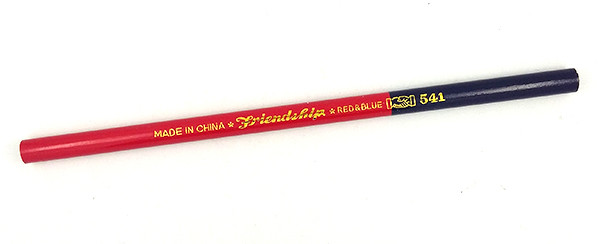 MADE IN CHINA ★ Friendship ★ RED&BLUE 541